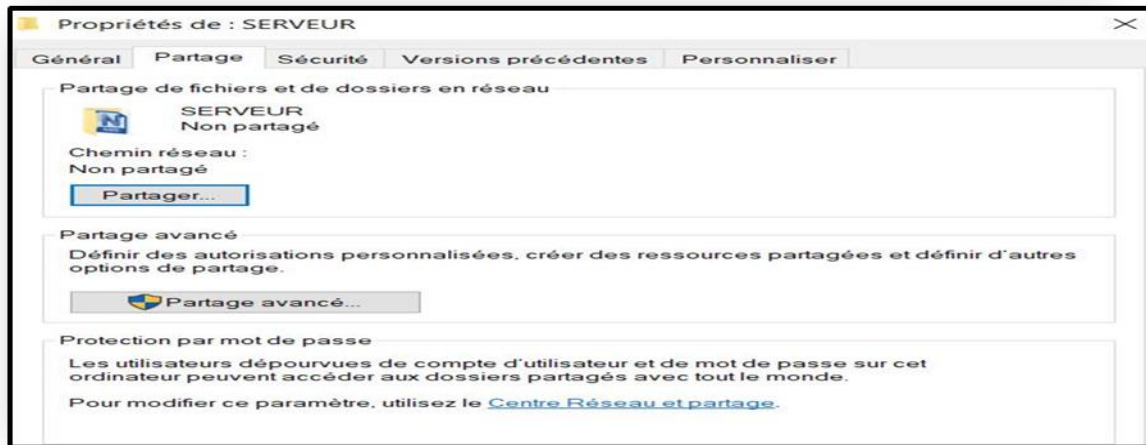 Propriétés de : SERVEUR
Général Partage Sécurité Versions précédentes Personnaliser
Partage de fichiers et de dossiers en réseau
SERVEUR
Non partagé
Chemin réseau :
Non partagé
Partager...
Partage avancé
Définir des autorisations personnalisées, créer des ressources partagées et définir d'autres
options de partage.
Partage avancé...
Protection par mot de passe
Les utilisateurs dépourvues de compte d'utilisateur et de mot de passe sur cet
ordinateur peuvent accéder aux dossiers partagés avec tout le monde.
Pour modifier ce paramètre, utilisez le Centre Réseau et partage.